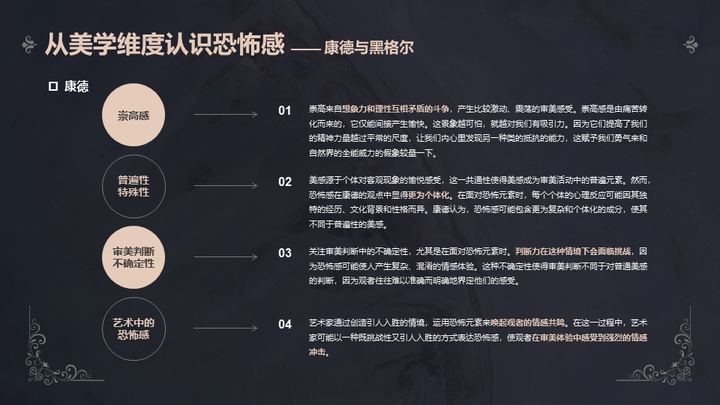 从美学维度认识恐怖感 —— 康德与黑格尔
康德
崇高感
01
崇高来自想象力和理性互相矛盾的斗争，产生比较激动、震荡的审美感受。崇高感是由痛苦转
化而来的，它仅能间接产生愉快。这景象越可怕，就越对我们有吸引力。因为它们提高了我们
的精神力量越过平常的尺度，让我们内心里发现另一种类的抵抗的能力，这赋予我们勇气来和
自然界的全能威力的假象较量一下。
普遍性
特殊性
02
美感源于个体对客观现象的愉悦感受，这一共通性使得美感成为审美活动中的普遍元素。然而，
恐怖感在康德的观点中显得更为个体化。在面对恐怖元素时，每个个体的心理反应可能因其独
特的经历、文化背景和性格而异。康德认为，恐怖感可能包含更为复杂和个体化的成分，使其
不同于普遍性的美感。
审美判断
不确定性
03
关注审美判断中的不确定性，尤其是在面对恐怖元素时。判断力在这种情境下会面临挑战，因
为恐怖感可能使人产生复杂、混淆的情感体验。这种不确定性使得审美判断不同于对普通美感
的判断，因为观者往往难以准确而明确地界定他们的感受。
艺术中的
恐怖感
04
艺术家通过创造引人入胜的情境，运用恐怖元素来唤起观者的情感共鸣。在这一过程中，艺术
家可能以一种既挑战性又引人入胜的方式表达恐怖感，使观者在审美体验中感受到强烈的情感
冲击。